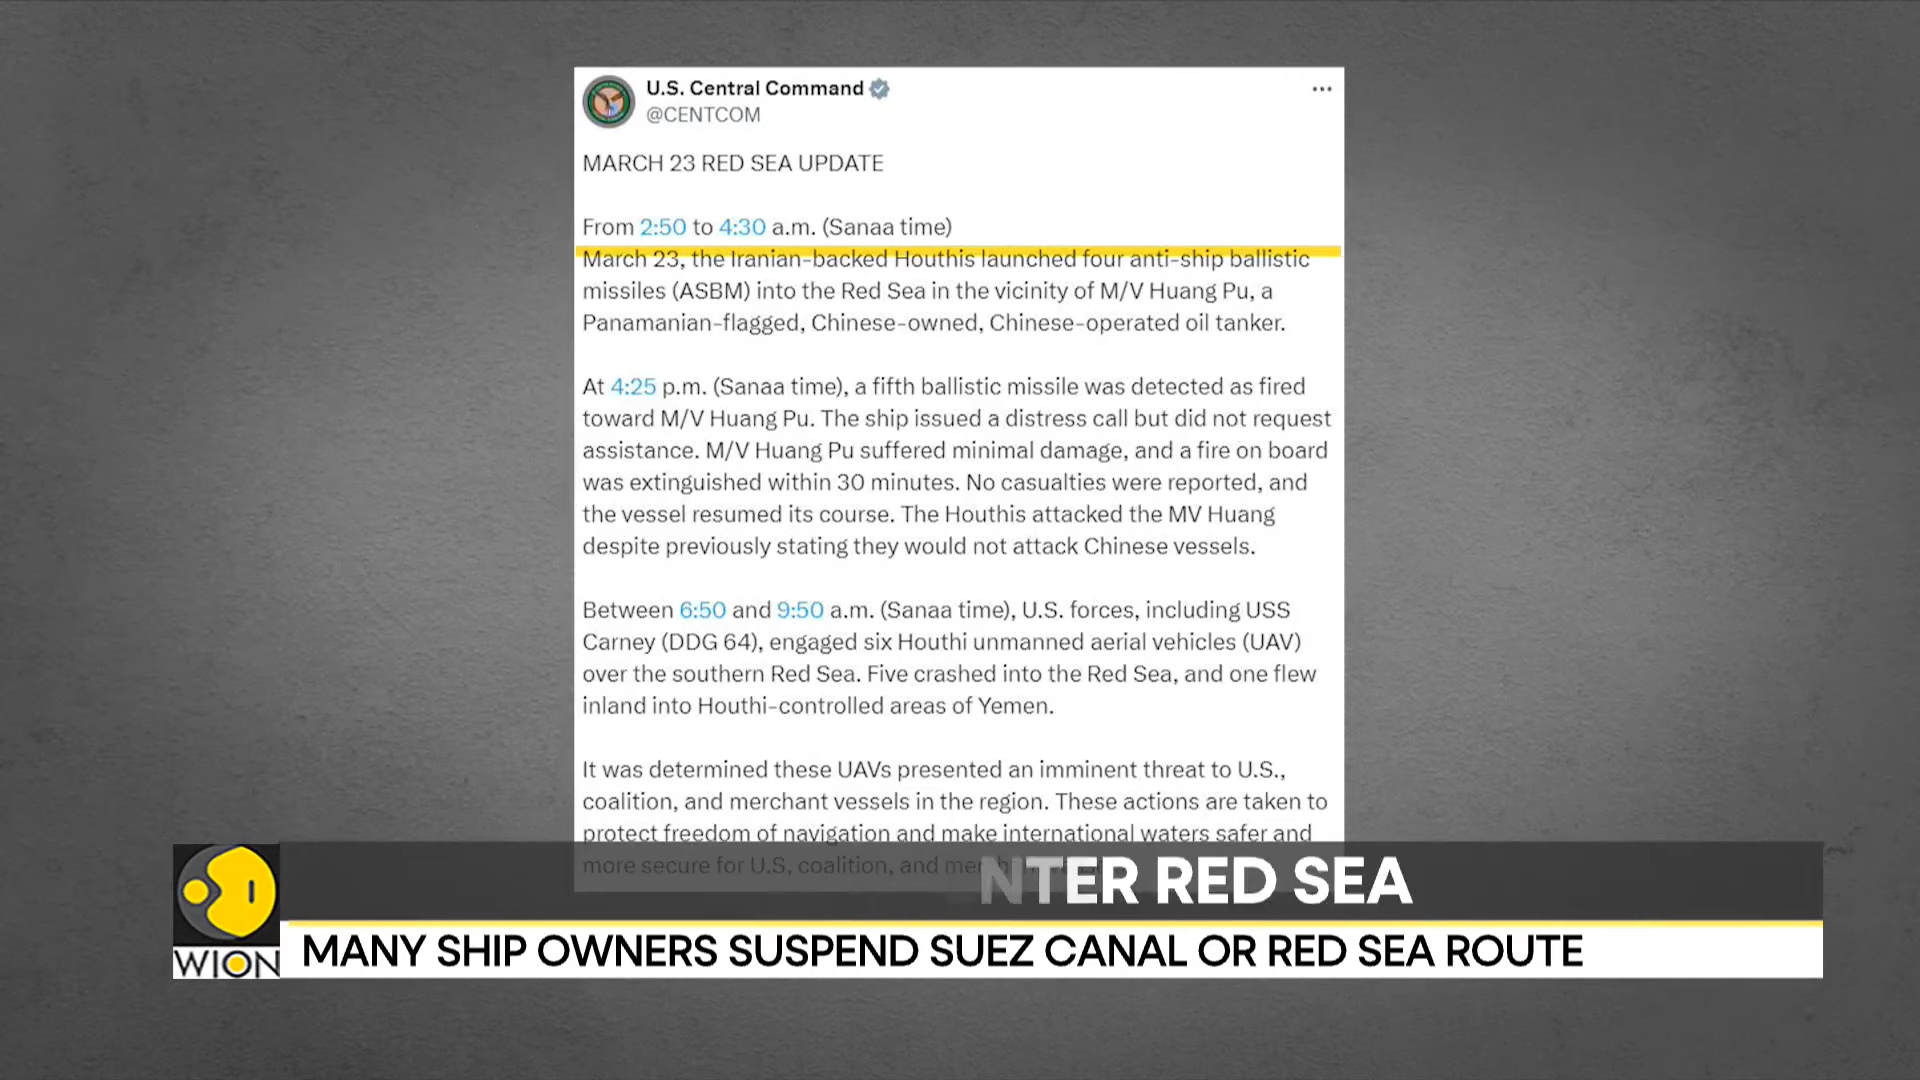 U.S. Central Command
@CENTCOM
MARCH 23 RED SEA UPDATE
From 2:50 to 4:30 a.m. (Sanaa time)
March 23, the Iranian-backed Houthis launched four anti-ship ballistic
missiles (ASBM) into the Red Sea in the vicinity of M/V Huang Pu, a
Panamanian-flagged, Chinese-owned, Chinese-operated oil tanker.
At 4:25 p.m. (Sanaa time), a fifth ballistic missile was detected as fired
toward M/V Huang Pu. The ship issued a distress call but did not request
assistance. M/V Huang Pu suffered minimal damage, and a fire on board
was extinguished within 30 minutes. No casualties were reported, and
the vessel resumed its course. The Houthis attacked the MV Huang
despite previously stating they would not attack Chinese vessels.
Between 6:50 and 9:50 a.m. (Sanaa time), U.S. forces, including USS
Carney (DDG 64), engaged six Houthi unmanned aerial vehicles (UAV)
over the southern Red Sea. Five crashed into the Red Sea, and one flew
inland into Houthi-controlled areas of Yemen.
It was determined these UAVs presented an imminent threat to U.S.,
coalition, and merchant vessels in the region. These actions are taken to
protect freedom of navigation and make international waters safer and
more secure for U.S, coalition, and
NTER RED SEA
MANY SHIP OWNERS SUSPEND SUEZ CANAL OR RED SEA ROUTE
WION